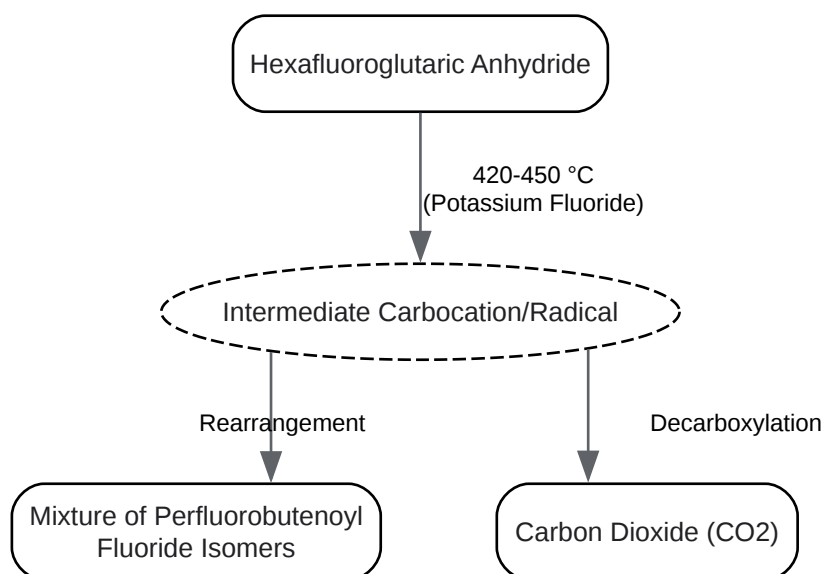 Hexafluoroglutaric Anhydride
420-450 °C
(Potassium Fluoride)
Intermediate Carbocation/Radical
Rearrangement
Decarboxylation
Mixture of Perfluorobutenoyl
Fluoride Isomers
Carbon Dioxide (CO2)